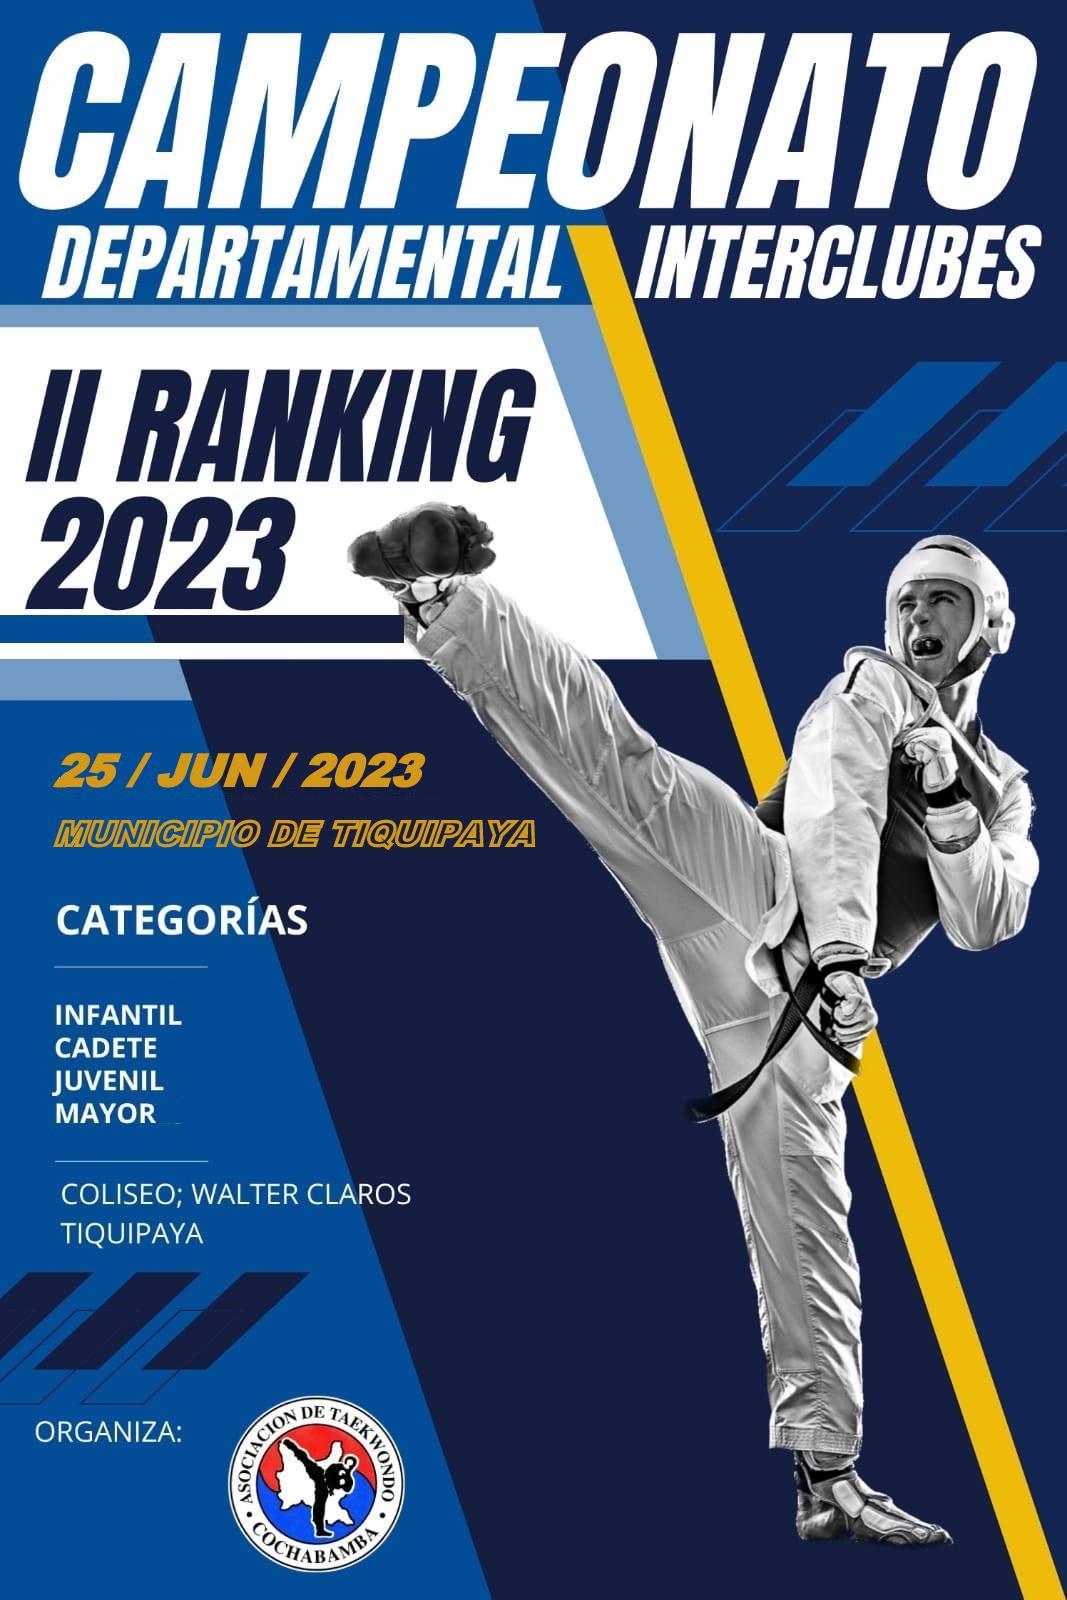 CAMPEONATO
DEPARTAMENTAL INTERCLUBES
II RANKING
2023
25 / JUN / 2023
MUNICIPIO DE TIQUIPAYA
CATEGORÍAS
INFANTIL
CADETE
JUVENIL
MAYOR
COLISEO; WALTER CLAROS
TIQUIPAYA
ORGANIZA:
ASOCIACION DE TAEKWONDO
• COCHABAMBA •